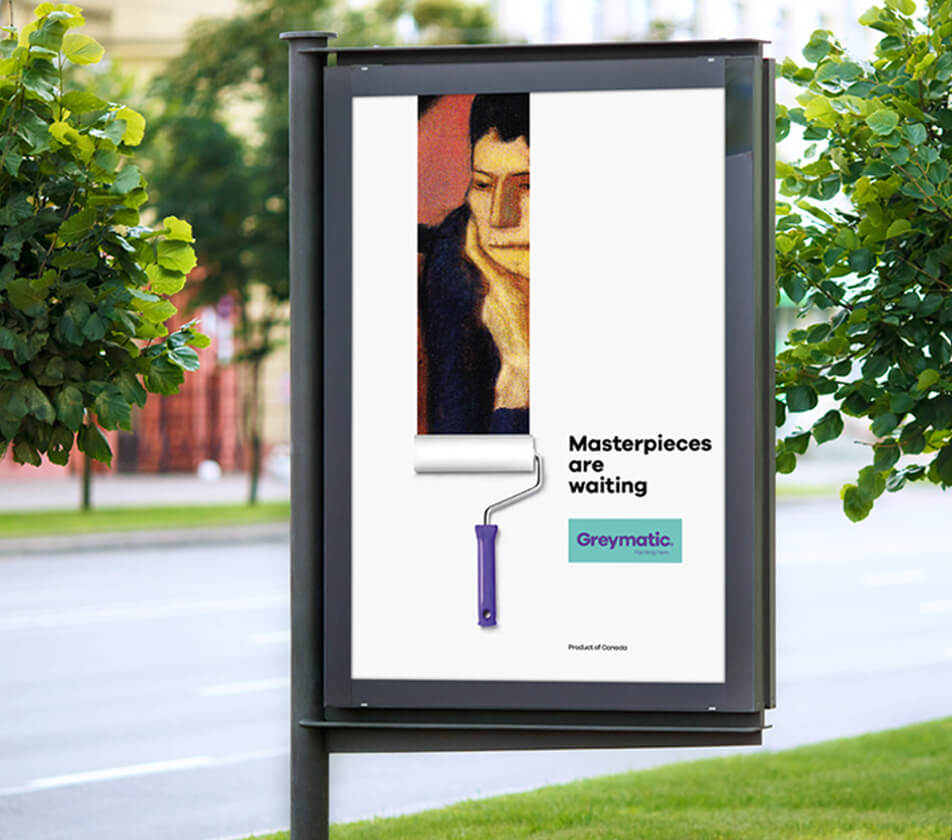 Masterpieces
are
waiting
Greymatic.
Product of Canada